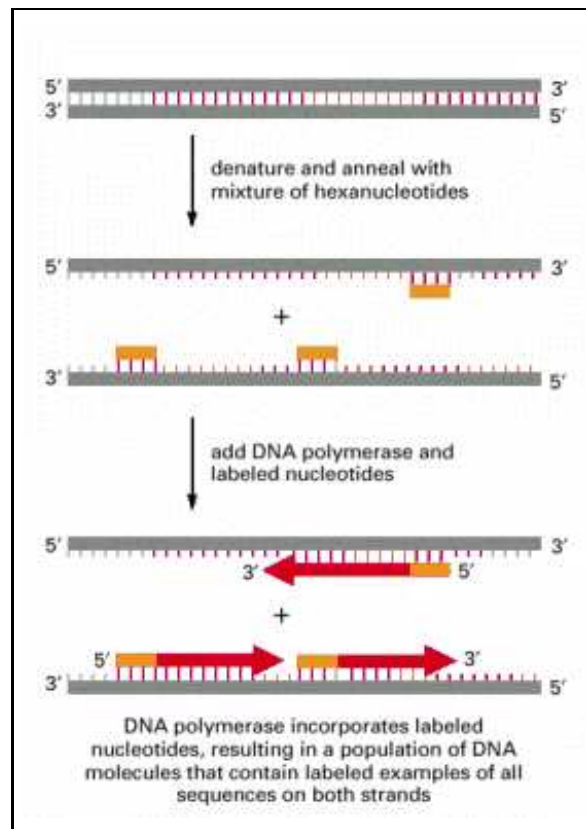 5′ 3′
3′ 5′
denature and anneal with
mixture of hexanucleotides
5′ 3′
+
3′ 5′
add DNA polymerase and
labeled nucleotides
5′ 3′
3′ 5′
+
5′ 3′
3′ 5′
DNA polymerase incorporates labeled
nucleotides, resulting in a population of DNA
molecules that contain labeled examples of all
sequences on both strands